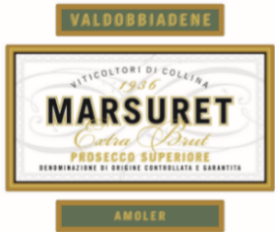 VALDOBBIADENE
VITICOLTORI DI COLLINA
1936
MARSURET
Extra Brut
PROSECCO SUPERIORE
DENOMINAZIONE DI ORIGINE CONTROLLATA E GARANTITA
AMOLER